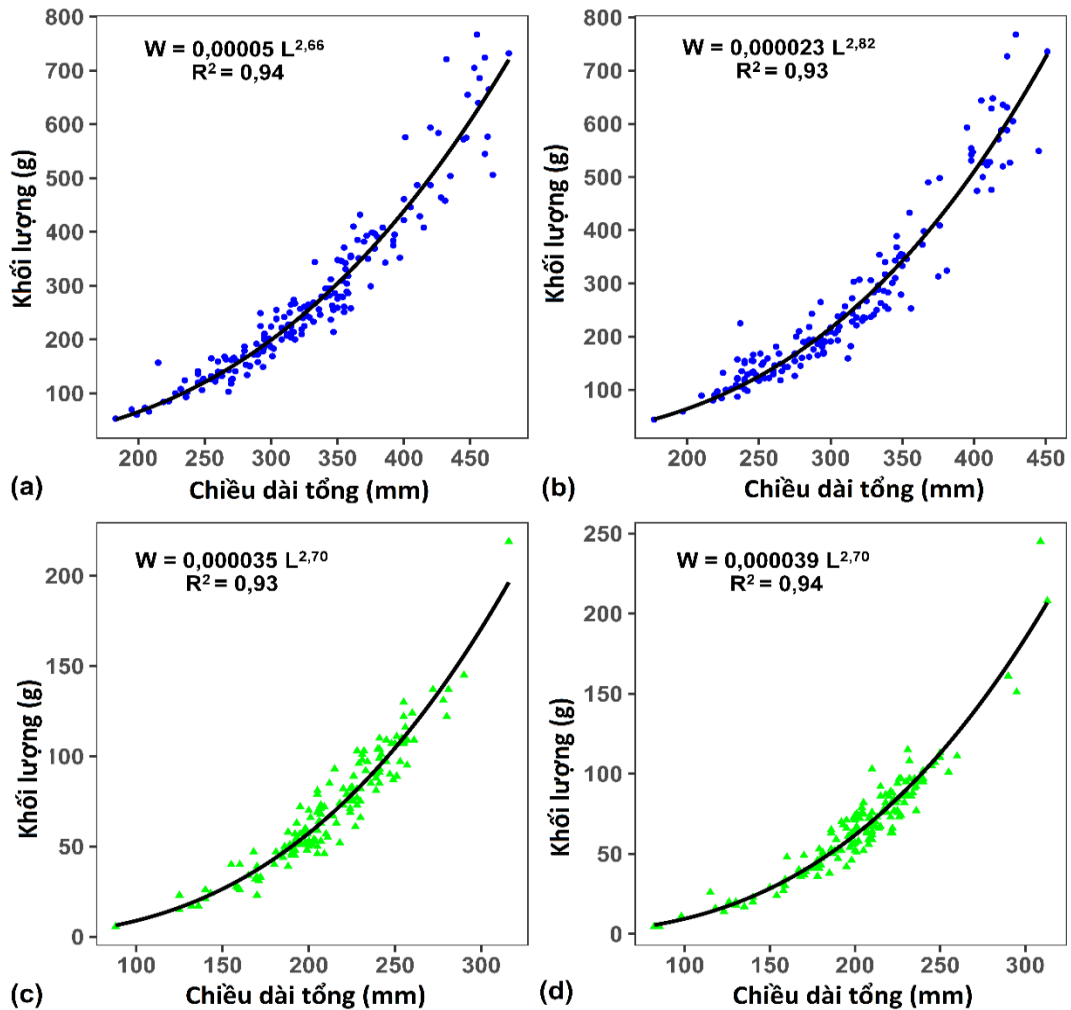 W = 0,00005 L^2,66
R² = 0,94
800
700
600
500
400
300
200
100
Khối lượng (g)
200 250 300 350 400 450
(a) Chiều dài tổng (mm)
W = 0,000023 L^2,82
R² = 0,93
800
700
600
500
400
300
200
100
Khối lượng (g)
200 250 300 350 400 450
(b) Chiều dài tổng (mm)
W = 0,000035 L^2,70
R² = 0,93
200
150
100
50
0
Khối lượng (g)
100 150 200 250 300
(c) Chiều dài tổng (mm)
W = 0,000039 L^2,70
R² = 0,94
250
200
150
100
50
0
Khối lượng (g)
100 150 200 250 300
(d) Chiều dài tổng (mm)